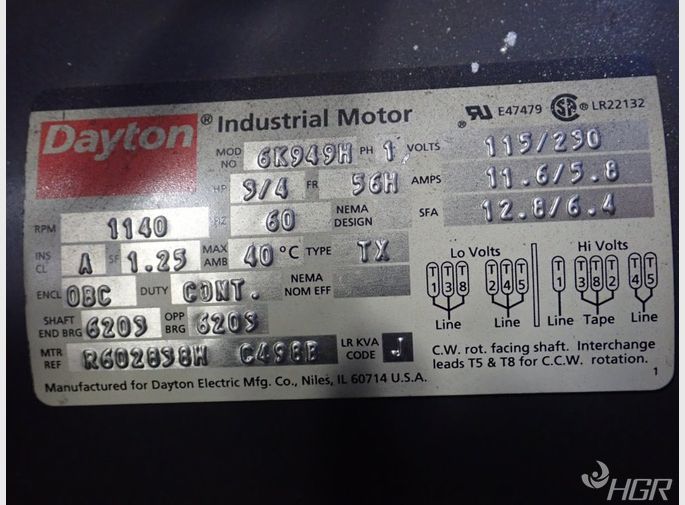 Dayton® Industrial Motor
E47479 ® LR22132
MOD NO 6K949H PH 1 VOLTS 115/230
HP 3/4 FR 56H AMPS 11.6/5.8
RPM 1140 HZ 60 NEMA DESIGN SFA 12.8/6.4
INS CL A SF 1.25 MAX AMB 40°C TYPE TX
ENCL OBC DUTY CONT. NEMA NOM EFF
SHAFT END BRG 6203 OPP BRG 6203
MTR REF R602898H C498E LR KVA CODE J
Manufactured for Dayton Electric Mfg. Co., Niles, IL 60714 U.S.A.
Lo Volts Hi Volts
T1 T3 T8 T2 T4 T5 T1 T3 T8 T2 T4 T5
Line Line Line Tape Line
C.W. rot. facing shaft. Interchange
leads T5 & T8 for C.C.W. rotation.
1
HGR